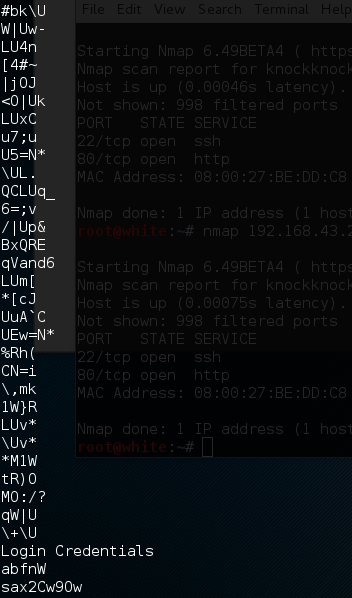 #bk\U
W|Uw-
LU4n
[4#~
|jOJ
<O|Uk
LUxC
u7;u
U5=N*
\UL.
QCLUq_
6=;v
/|Up&
BxQRE
qVand6
LUm[
*[cJ
UuA`C
UEw=N*
%Rh(
CN=i
\,mk
1W}R
LUv*
\Uv*
*M1W
tR)O
MO:/?
qW|U
\+\U
Login Credentials
abfnW
sax2Cw9Ow
File Edit View Search Terminal Help
Starting Nmap 6.49BETA4 ( https
Nmap scan report for knockknock
Host is up (0.00046s latency).
Not shown: 998 filtered ports
PORT STATE SERVICE
22/tcp open ssh
80/tcp open http
MAC Address: 08:00:27:BE:DD:C8
Nmap done: 1 IP address (1 host
root@white:~# nmap 192.168.43.2
Starting Nmap 6.49BETA4 ( https
Nmap scan report for knockknock
Host is up (0.00075s latency).
Not shown: 998 filtered ports
PORT STATE SERVICE
22/tcp open ssh
80/tcp open http
MAC Address: 08:00:27:BE:DD:C8
Nmap done: 1 IP address (1 host
root@white:~#